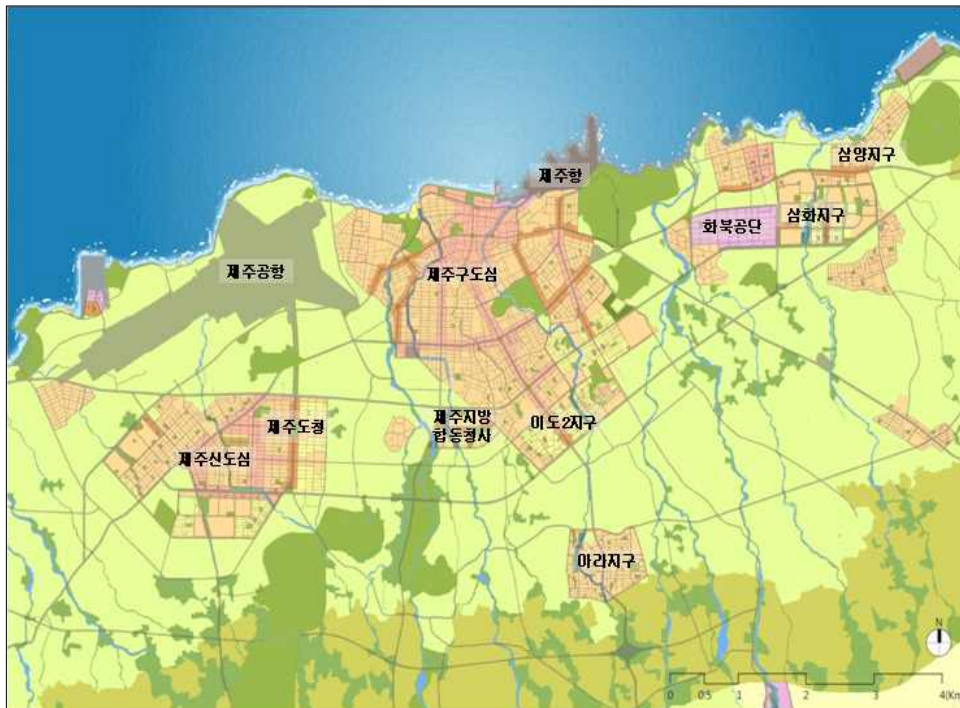 삼양지구
제주항
삼화지구
화북공단
제주공항
제주구도심
제주지방
합동청사
이도2지구
제주도청
제주신도심
아라지구
N
0 0.5 1 2 3 4(Km